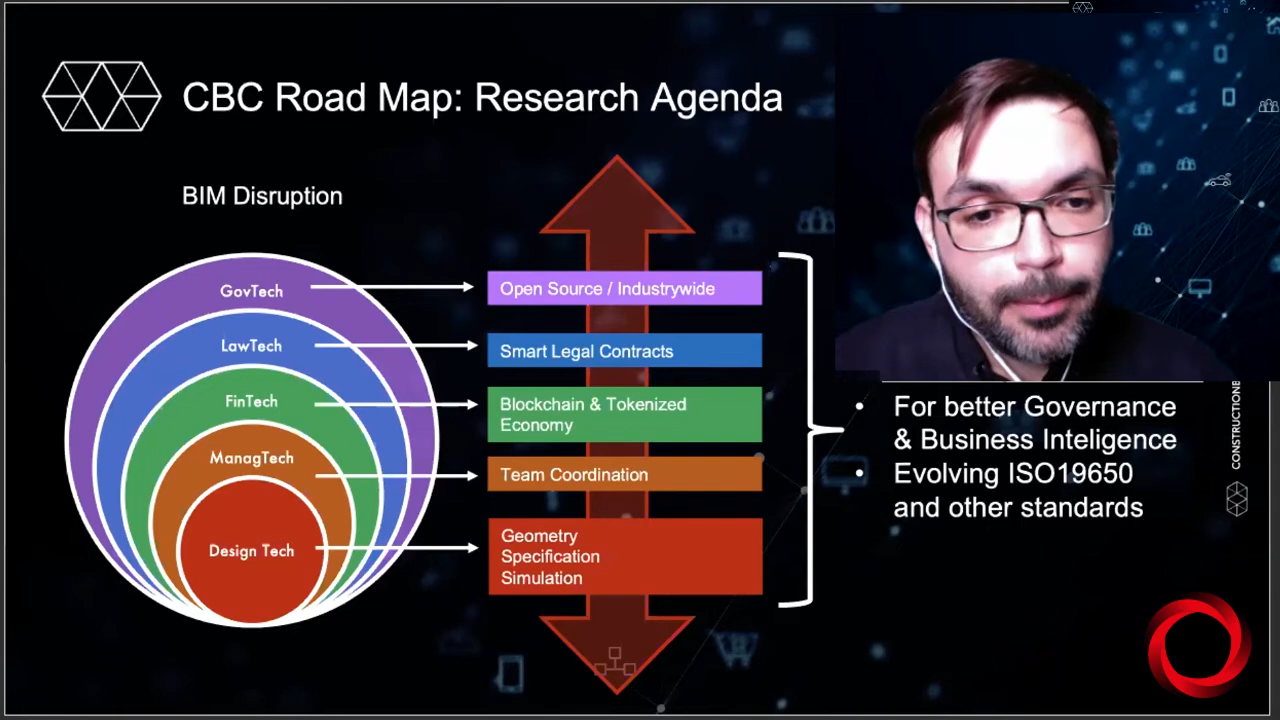 CBC Road Map: Research Agenda
BIM Disruption
GovTech
LawTech
FinTech
ManagTech
Design Tech
Open Source / Industrywide
Smart Legal Contracts
Blockchain & Tokenized
Economy
Team Coordination
Geometry
Specification
Simulation
• For better Governance
& Business Inteligence
• Evolving ISO19650
and other standards